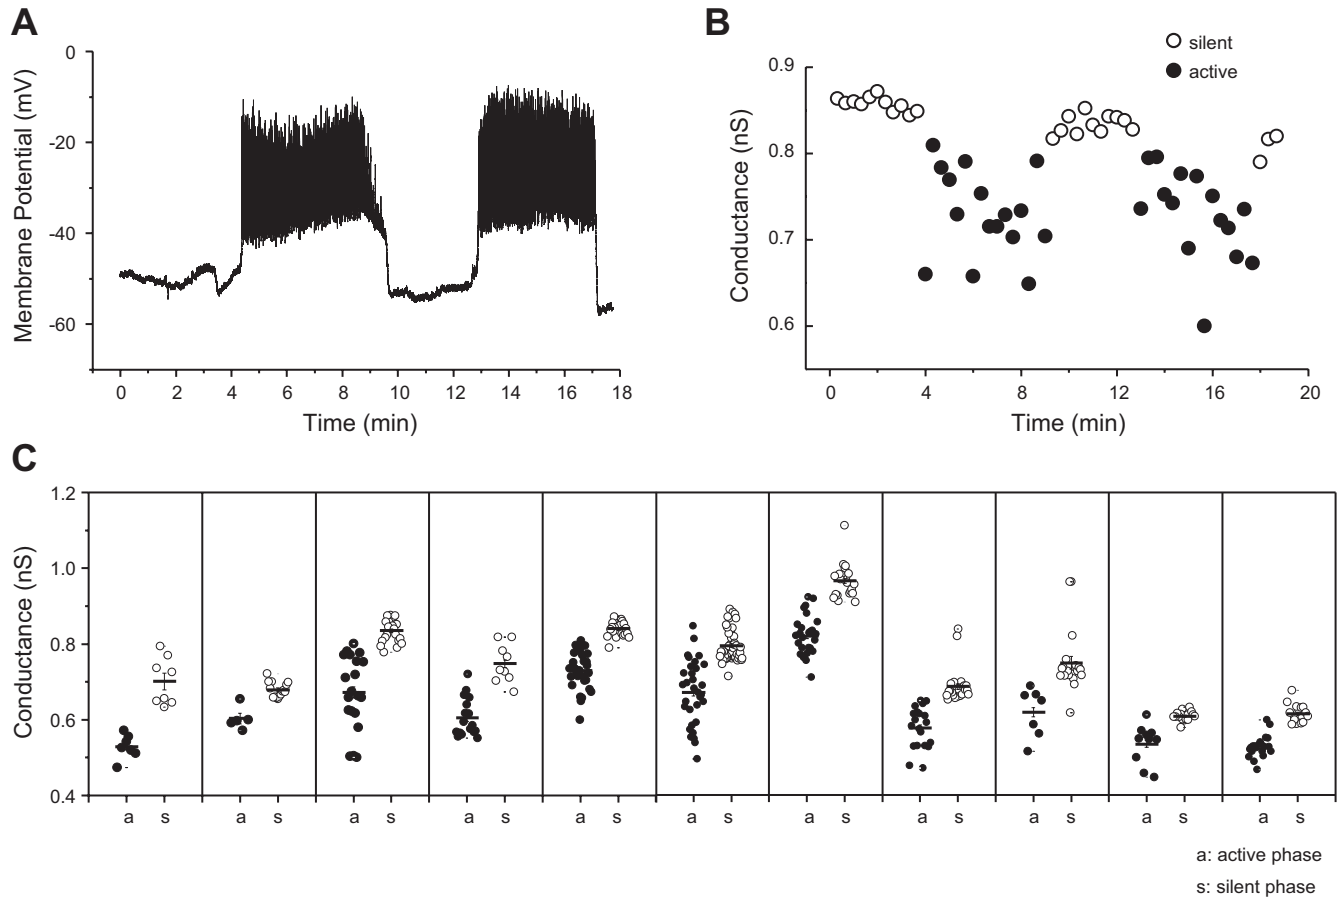 A
Membrane Potential (mV)
0
-20
-40
-60
0 2 4 6 8 10 12 14 16 18
Time (min)
B
silent
active
Conductance (nS)
0.9
0.8
0.7
0.6
0 4 8 12 16 20
Time (min)
C
Conductance (nS)
1.2
1.0
0.8
0.6
0.4
a s a s a s a s a s a s a s a s a s a s a s
a: active phase
s: silent phase